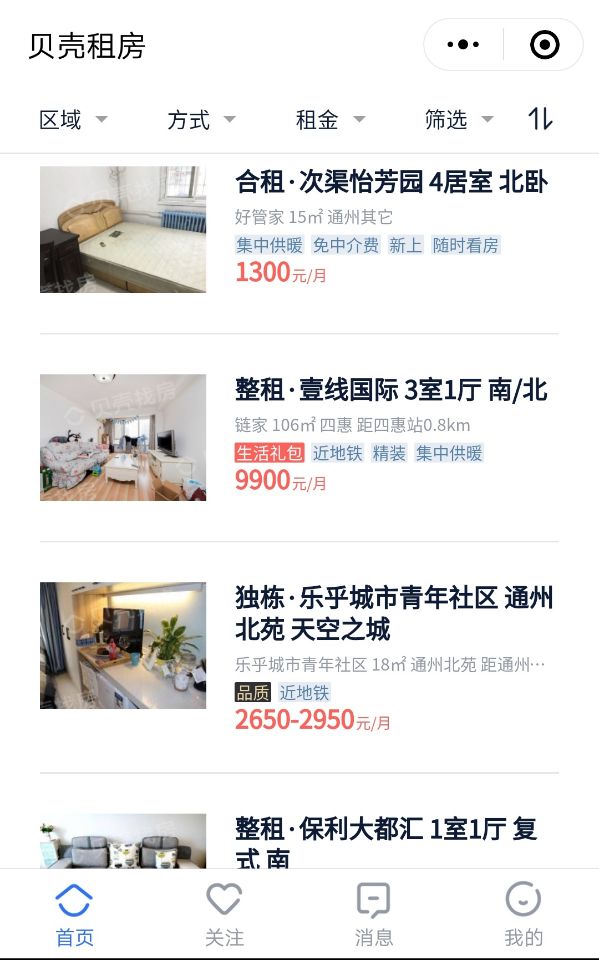 贝壳租房
区域 方式 租金 筛选
合租·次渠怡芳园 4居室 北卧
好管家 15㎡ 通州其它
集中供暖 免中介费 新上 随时看房
1300元/月
整租·壹线国际 3室1厅 南/北
链家 106㎡ 四惠 距四惠站0.8km
生活礼包 近地铁 精装 集中供暖
9900元/月
独栋·乐乎城市青年社区 通州
北苑 天空之城
乐乎城市青年社区 18㎡ 通州北苑 距通州…
品质 近地铁
2650-2950元/月
整租·保利大都汇 1室1厅 复
式 南
首页 关注 消息 我的